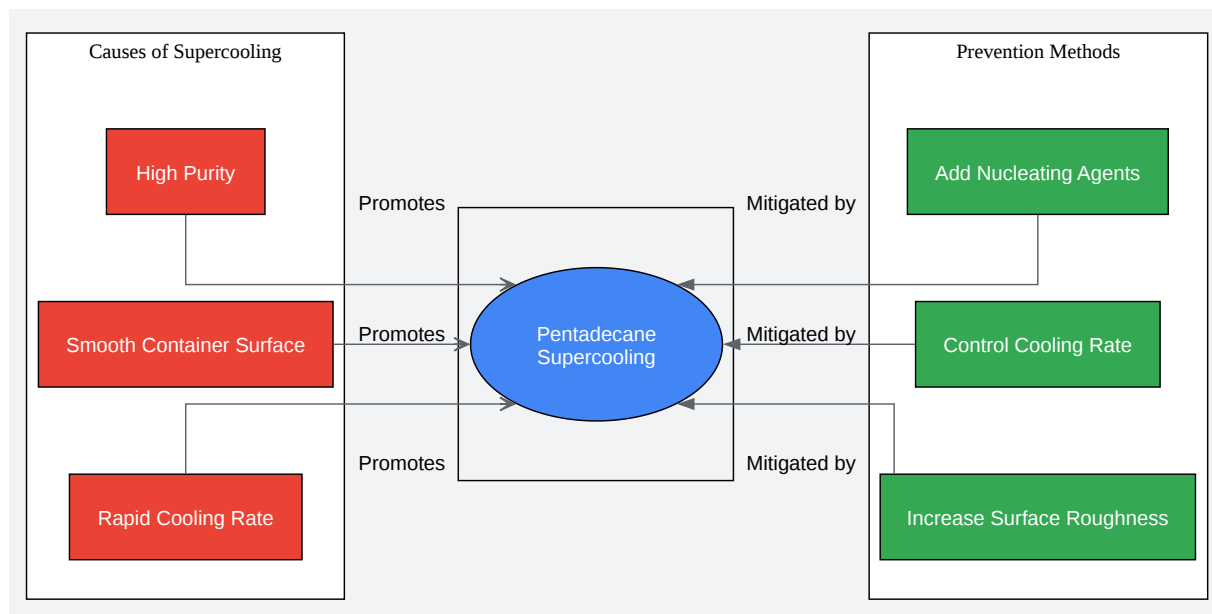 Causes of Supercooling
High Purity
Smooth Container Surface
Rapid Cooling Rate
Promotes
Promotes
Promotes
Pentadecane
Supercooling
Mitigated by
Mitigated by
Mitigated by
Prevention Methods
Add Nucleating Agents
Control Cooling Rate
Increase Surface Roughness